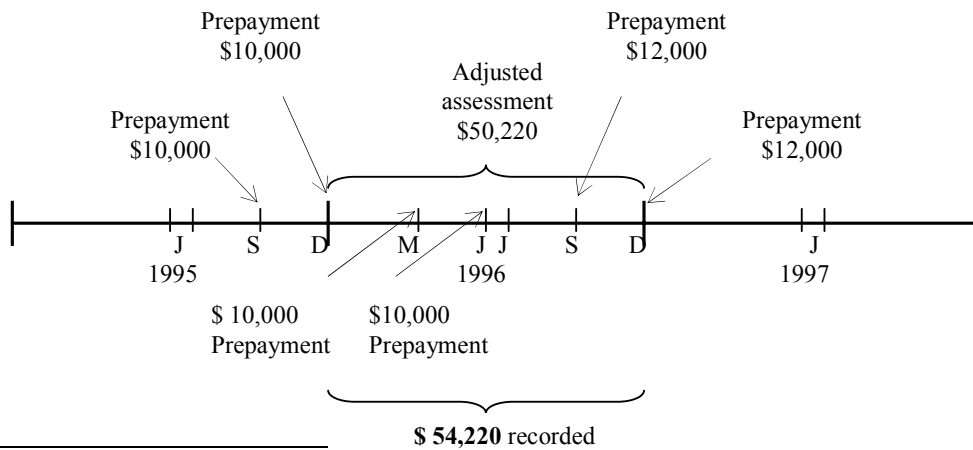 Prepayment
$10,000
Prepayment
$12,000
Adjusted
assessment
$50,220
Prepayment
$10,000
Prepayment
$12,000
J S D M J J S D J
1995 1996 1997
$ 10,000
Prepayment
$10,000
Prepayment
$ 54,220 recorded